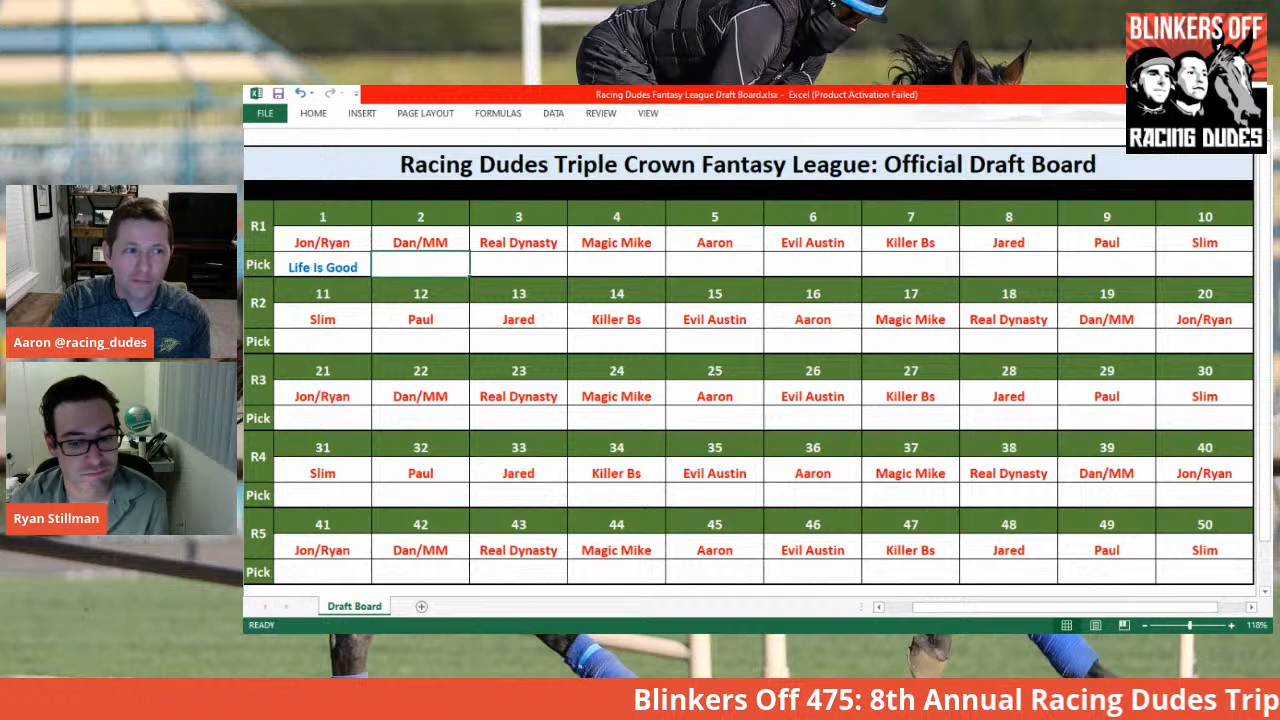 BLINKERS OFF
RACING DUDES
Racing Dudes Fantasy League Draft Board.xlsx - Excel (Product Activation Failed)
FILE HOME INSERT PAGE LAYOUT FORMULAS DATA REVIEW VIEW
Racing Dudes Triple Crown Fantasy League: Official Draft Board
R1 1 2 3 4 5 6 7 8 9 10
Jon/Ryan Dan/MM Real Dynasty Magic Mike Aaron Evil Austin Killer Bs Jared Paul Slim
Pick Life Is Good
R2 11 12 13 14 15 16 17 18 19 20
Slim Paul Jared Killer Bs Evil Austin Aaron Magic Mike Real Dynasty Dan/MM Jon/Ryan
Pick
R3 21 22 23 24 25 26 27 28 29 30
Jon/Ryan Dan/MM Real Dynasty Magic Mike Aaron Evil Austin Killer Bs Jared Paul Slim
Pick
R4 31 32 33 34 35 36 37 38 39 40
Slim Paul Jared Killer Bs Evil Austin Aaron Magic Mike Real Dynasty Dan/MM Jon/Ryan
Pick
R5 41 42 43 44 45 46 47 48 49 50
Jon/Ryan Dan/MM Real Dynasty Magic Mike Aaron Evil Austin Killer Bs Jared Paul Slim
Pick
Draft Board
READY 118%
Aaron @racing_dudes
Ryan Stillman
Blinkers Off 475: 8th Annual Racing Dudes Trip